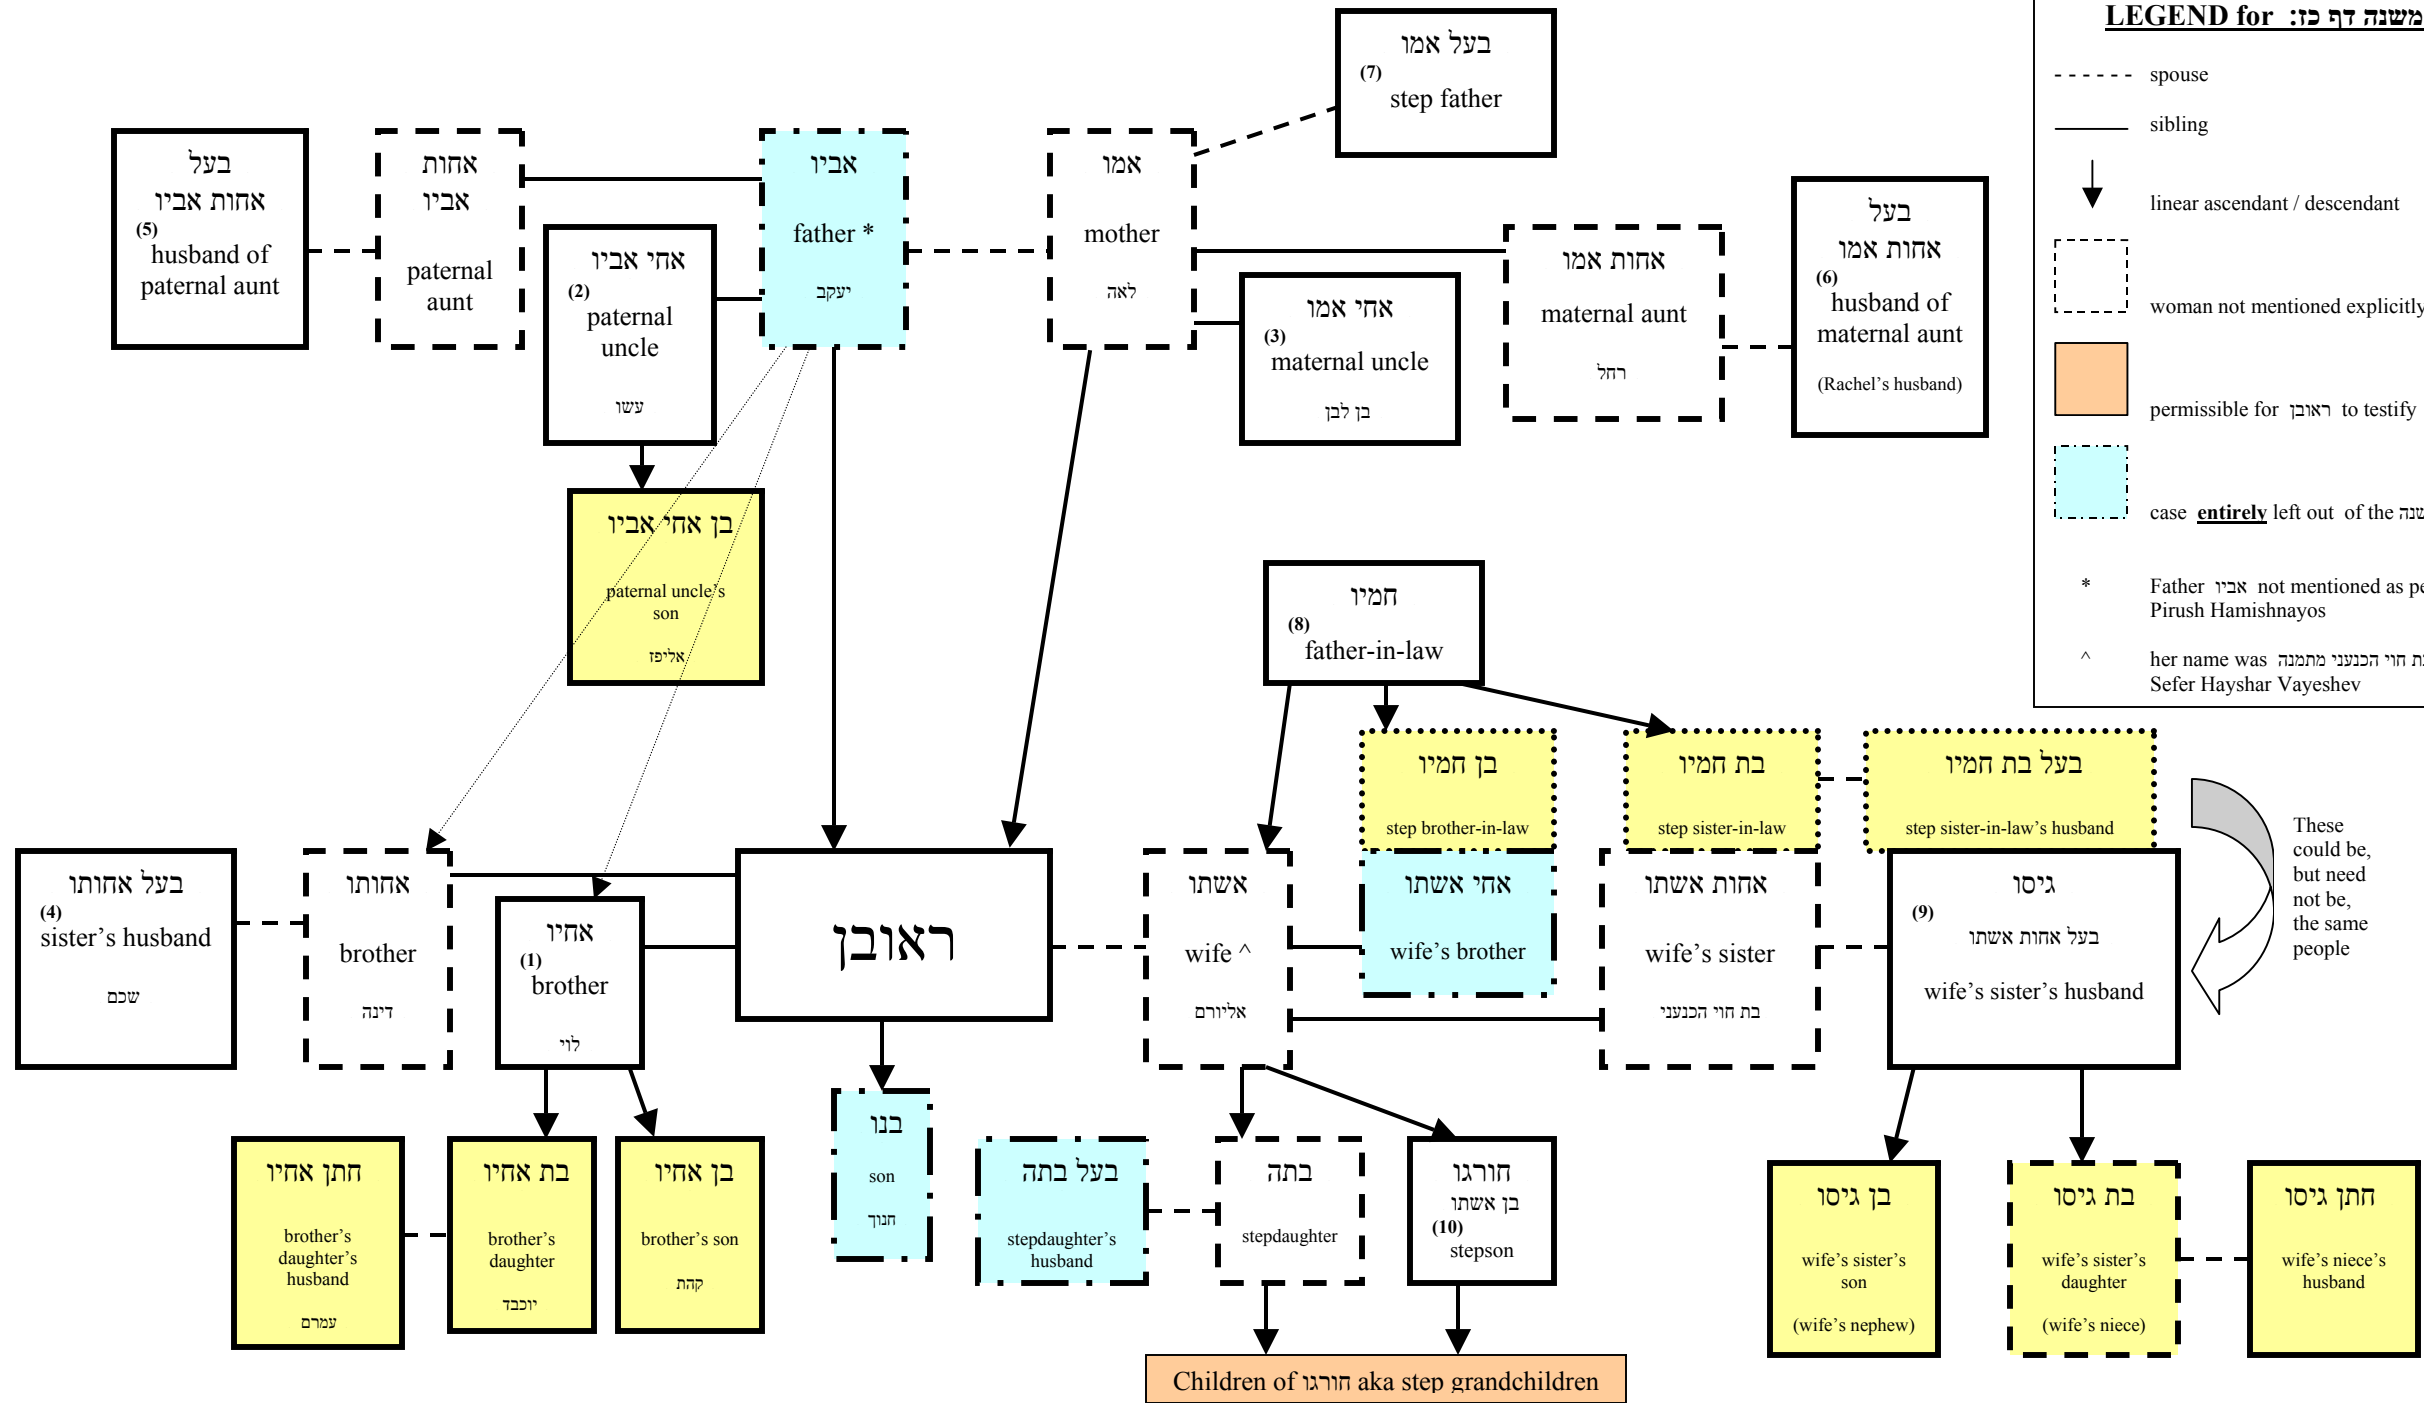 בעל אמו
(7)
step father
LEGEND for משנה דף כז:
spouse
sibling
linear ascendant / descendant
woman not mentioned explicitly
permissible for ראובן to testify
case entirely left out of the
* Father אביו not mentioned as
Pirush Hamishnayos
^ her name was חוי הכנעני מתמנה
Sefer Hayshar Vayeshev
בעל
אחות אביו
(5)
husband of
paternal aunt
אחות
אביו
paternal
aunt
אחי אביו
(2)
paternal
uncle
עשו
אביו
father *
יעקב
אמו
mother
לאה
אחי אמו
(3)
maternal uncle
בן לבן
אחות אמו
maternal aunt
רחל
בעל
אחות אמו
(6)
husband of
maternal aunt
(Rachel’s husband)
בן אחי אביו
paternal uncle’s
son
אליפז
חמיו
(8)
father-in-law
בן חמיו
step brother-in-law
בת חמיו
step sister-in-law
בעל בת חמיו
step sister-in-law’s husband
These
could be,
but need
not be,
the same
people
בעל אחותו
(4)
sister’s husband
שכם
אחותו
brother
דינה
אחיו
(1)
brother
לוי
ראובן
אשתו
wife ^
אליורם
אחי אשתו
wife’s brother
אחות אשתו
wife’s sister
בת חוי הכנעני
גיסו
(9)
בעל אחות אשתו
wife’s sister’s husband
חתן אחיו
brother’s
daughter’s
husband
עמרם
בת אחיו
brother’s
daughter
יוכבד
בן אחיו
brother’s son
קהת
בנו
son
חנוך
בעל בתה
stepdaughter’s
husband
בתה
stepdaughter
חורגו
בן אשתו
(10)
stepson
בן גיסו
wife’s sister’s
son
(wife’s nephew)
בת גיסו
wife’s sister’s
daughter
(wife’s niece)
חתן גיסו
wife’s niece’s
husband
Children of חורגו aka step grandchildren